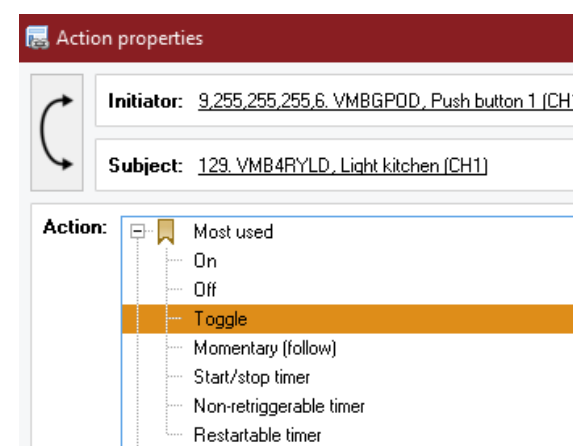 Action properties
Initiator: 9,255,255,255,6. VMBGPOD, Push button 1 (CH1
Subject: 129. VMB4RYLD, Light kitchen (CH1)
Action: Most used
On
Off
Toggle
Momentary (follow)
Start/stop timer
Non-retriggerable timer
Restartable timer